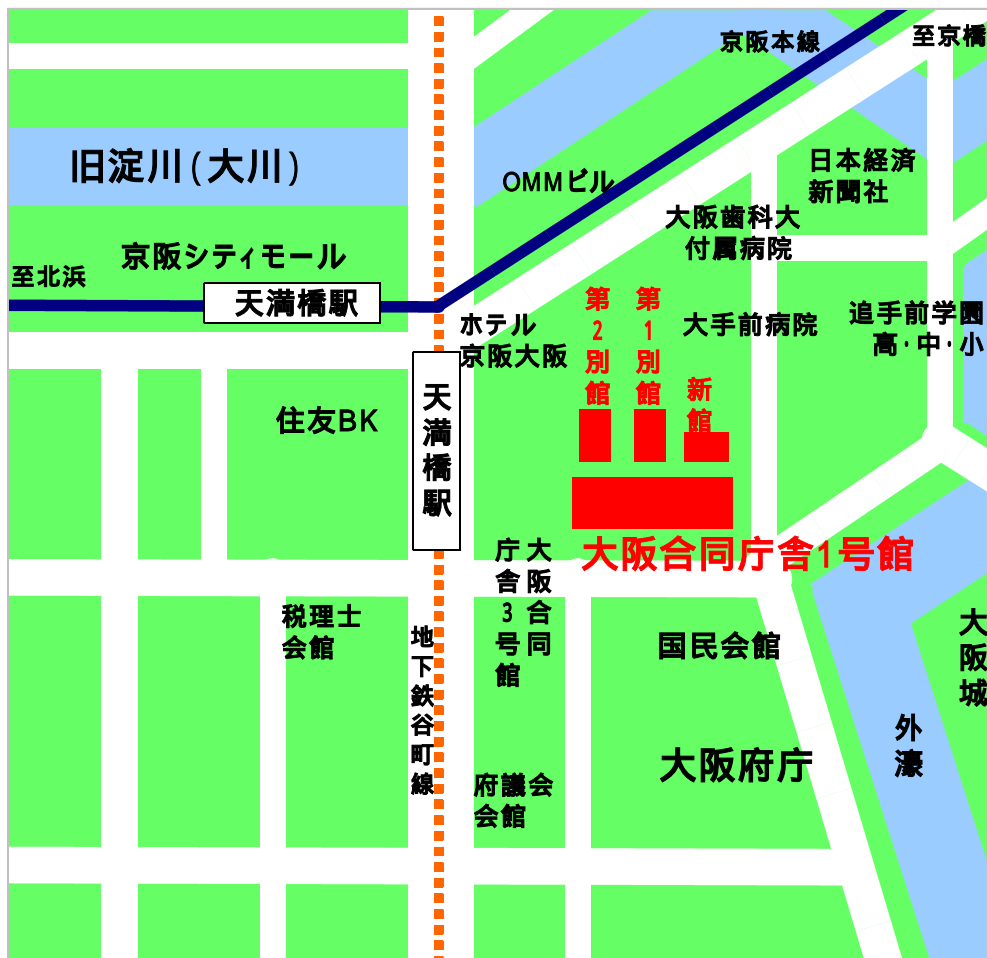 京阪本線
至京橋
旧淀川(大川)
日本経済
新聞社
OMMビル
大阪歯科大
付属病院
京阪シティモール
至北浜
天満橋駅
ホテル
京阪大阪
第2別館
第1別館
新館
大手前病院
追手前学園
高・中・小
天満橋駅
住友BK
大阪合同庁舎1号館
大阪合同
庁舎3号館
税理士
会館
地下鉄谷町線
国民会館
大阪城
外濠
大阪府庁
府議会
会館